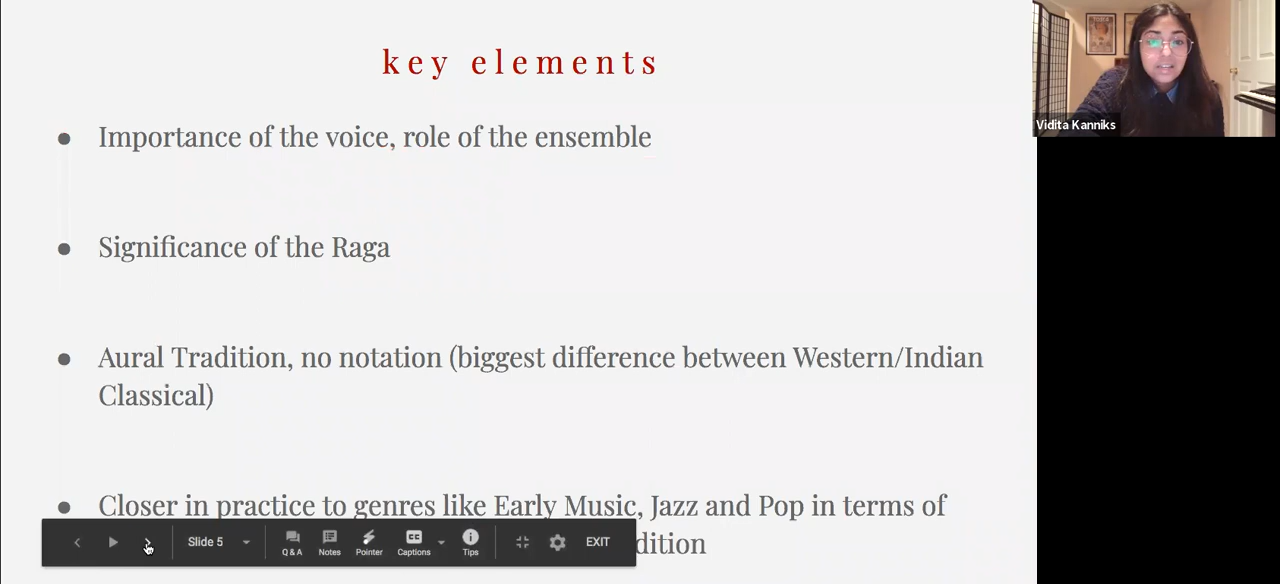 key elements
Vidita Kanniks
● Importance of the voice, role of the ensemble
● Significance of the Raga
● Aural Tradition, no notation (biggest difference between Western/Indian
Classical)
● Closer in practice to genres like Early Music, Jazz and Pop in terms of
dition
Slide 5
Q & A
Notes
Pointer
CC
Captions
Tips
EXIT